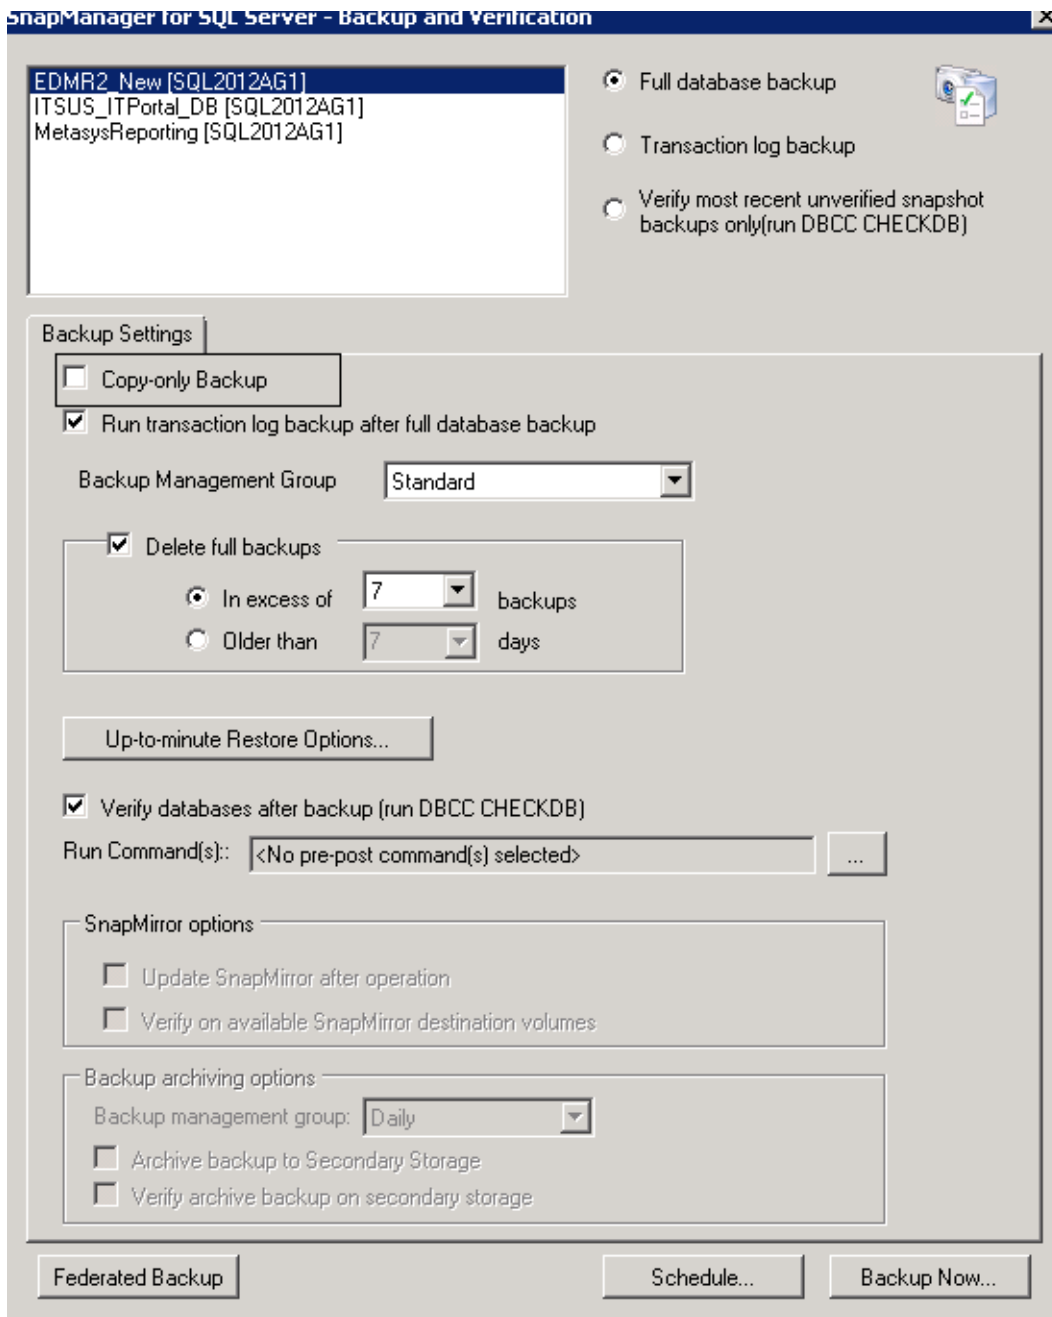 SnapManager for SQL Server - Backup and Verification
EDMR2_New [SQL2012AG1]
ITSUS_ITPortal_DB [SQL2012AG1]
MetasysReporting [SQL2012AG1]
Full database backup
Transaction log backup
Verify most recent unverified snapshot
backups only(run DBCC CHECKDB)
Backup Settings
Copy-only Backup
Run transaction log backup after full database backup
Backup Management Group Standard
Delete full backups
In excess of 7 backups
Older than 7 days
Up-to-minute Restore Options...
Verify databases after backup (run DBCC CHECKDB)
Run Command(s):: <No pre-post command(s) selected> ...
SnapMirror options
Update SnapMirror after operation
Verify on available SnapMirror destination volumes
Backup archiving options
Backup management group: Daily
Archive backup to Secondary Storage
Verify archive backup on secondary storage
Federated Backup Schedule... Backup Now...